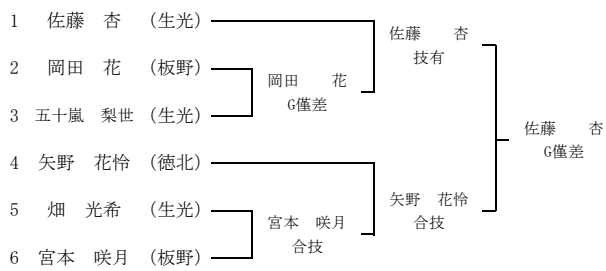 1 佐藤 杏 (生光)
2 岡田 花 (板野)
3 五十嵐 梨世 (生光)
4 矢野 花怜 (徳北)
5 畑 光希 (生光)
6 宮本 咲月 (板野)
岡田 花
G僅差
宮本 咲月
合技
佐藤 杏
技有
矢野 花怜
合技
佐藤 杏
G僅差